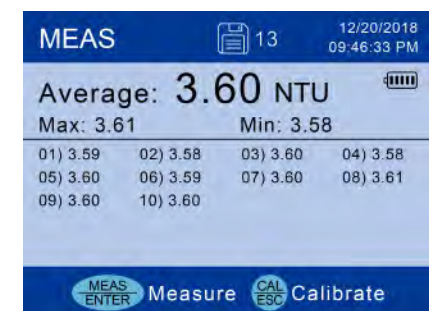 MEAS 13 12/20/2018
09:46:33 PM
Average: 3.60 NTU
Max: 3.61 Min: 3.58
01) 3.59 02) 3.58 03) 3.60 04) 3.58
05) 3.60 06) 3.59 07) 3.60 08) 3.61
09) 3.60 10) 3.60
MEAS
ENTER Measure CAL
ESC Calibrate